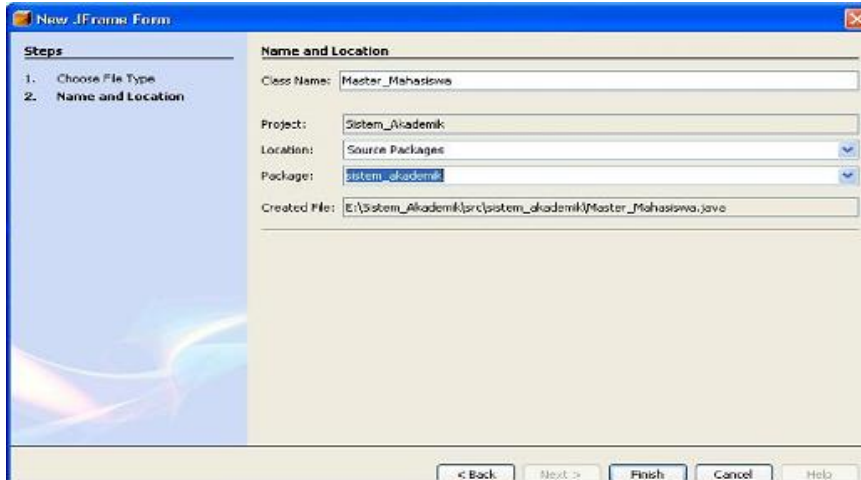 New JFrame Form
Steps
1. Choose File Type
2. Name and Location
Name and Location
Class Name: Master_Mahasiswa
Project: Sistem_Akademik
Location: Source Packages
Package: sistem_akademik
Created File: E:\Sistem_Akademik\src\sistem_akademik\Master_Mahasiswa.java
< Back Next > Finish Cancel Help